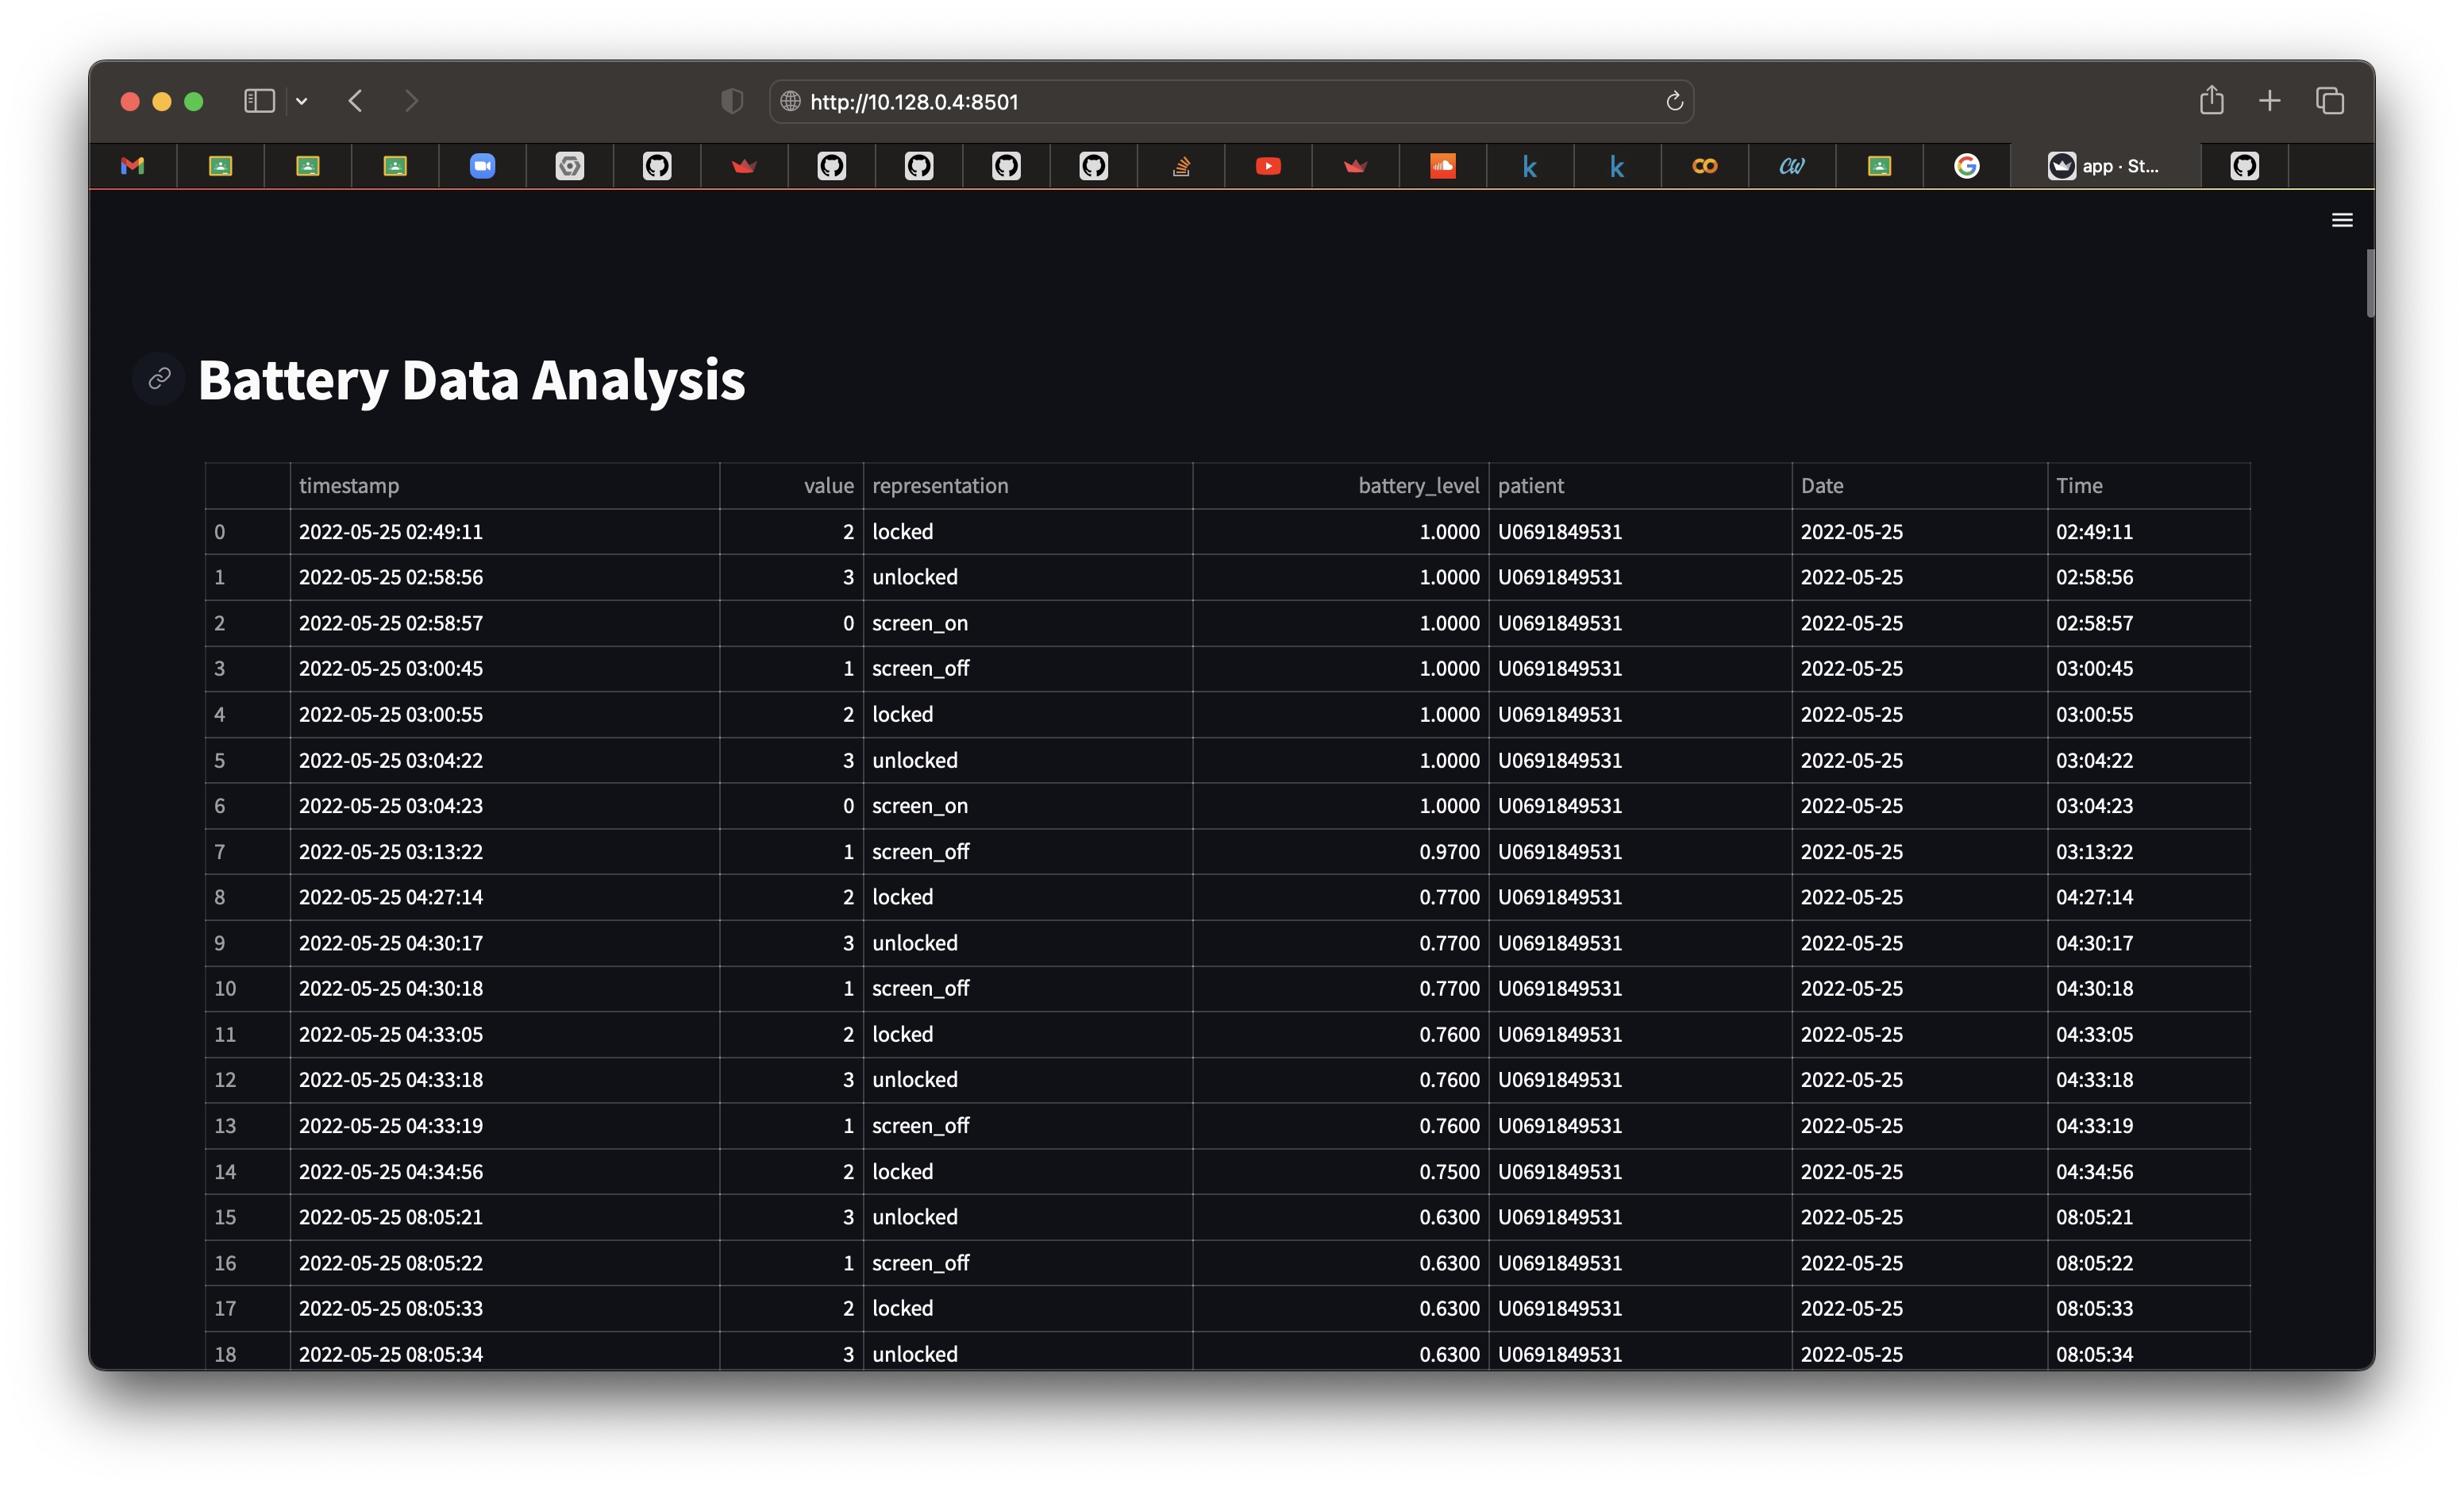 http://10.128.0.4:8501
app · St...
Battery Data Analysis
timestamp value representation battery_level patient Date Time
0 2022-05-25 02:49:11 2 locked 1.0000 U0691849531 2022-05-25 02:49:11
1 2022-05-25 02:58:56 3 unlocked 1.0000 U0691849531 2022-05-25 02:58:56
2 2022-05-25 02:58:57 0 screen_on 1.0000 U0691849531 2022-05-25 02:58:57
3 2022-05-25 03:00:45 1 screen_off 1.0000 U0691849531 2022-05-25 03:00:45
4 2022-05-25 03:00:55 2 locked 1.0000 U0691849531 2022-05-25 03:00:55
5 2022-05-25 03:04:22 3 unlocked 1.0000 U0691849531 2022-05-25 03:04:22
6 2022-05-25 03:04:23 0 screen_on 1.0000 U0691849531 2022-05-25 03:04:23
7 2022-05-25 03:13:22 1 screen_off 0.9700 U0691849531 2022-05-25 03:13:22
8 2022-05-25 04:27:14 2 locked 0.7700 U0691849531 2022-05-25 04:27:14
9 2022-05-25 04:30:17 3 unlocked 0.7700 U0691849531 2022-05-25 04:30:17
10 2022-05-25 04:30:18 1 screen_off 0.7700 U0691849531 2022-05-25 04:30:18
11 2022-05-25 04:33:05 2 locked 0.7600 U0691849531 2022-05-25 04:33:05
12 2022-05-25 04:33:18 3 unlocked 0.7600 U0691849531 2022-05-25 04:33:18
13 2022-05-25 04:33:19 1 screen_off 0.7600 U0691849531 2022-05-25 04:33:19
14 2022-05-25 04:34:56 2 locked 0.7500 U0691849531 2022-05-25 04:34:56
15 2022-05-25 08:05:21 3 unlocked 0.6300 U0691849531 2022-05-25 08:05:21
16 2022-05-25 08:05:22 1 screen_off 0.6300 U0691849531 2022-05-25 08:05:22
17 2022-05-25 08:05:33 2 locked 0.6300 U0691849531 2022-05-25 08:05:33
18 2022-05-25 08:05:34 3 unlocked 0.6300 U0691849531 2022-05-25 08:05:34